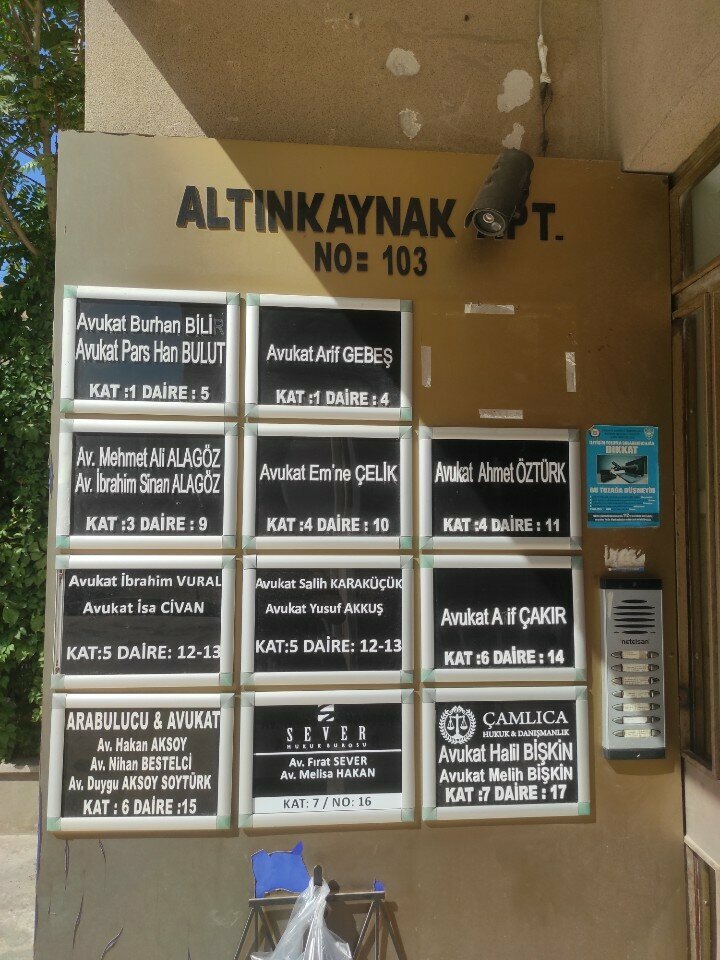 ALTINKAYNAK APT.
NO= 103
Avukat Burhan BİLİ
Avukat Pars Han BULUT
KAT :1 DAİRE : 5
Avukat Arif GEBEŞ
KAT :1 DAİRE : 4
Av. Mehmet Ali ALAGÖZ
Av. İbrahim Sinan ALAGÖZ
KAT :3 DAİRE : 9
Avukat Em'ne ÇELİK
KAT :4 DAİRE : 10
Avukat Ahmet ÖZTÜRK
KAT :4 DAİRE : 11
Avukat İbrahim VURAL
Avukat İsa CİVAN
KAT:5 DAİRE: 12-13
Avukat Salih KARAKÜÇÜK
Avukat Yusuf AKKUŞ
KAT:5 DAİRE: 12-13
Avukat A if ÇAKIR
KAT :6 DAİRE : 14
ARABULUCU & AVUKAT
Av. Hakan AKSOY
Av. Nihan BESTELCİ
Av. Duygu AKSOY SOYTÜRK
KAT : 6 DAİRE :15
SEVER
HUKUK BÜROSU
Av. Fırat SEVER
Av. Melisa HAKAN
KAT: 7 / NO: 16
ÇAMLICA
HUKUK & DANIŞMANLIK
Avukat Halil BİŞKİN
Avukat Melih BİŞKİN
KAT :7 DAİRE : 17
DİKKAT
BU TUZAĞA DÜŞMEYİN
netelsan